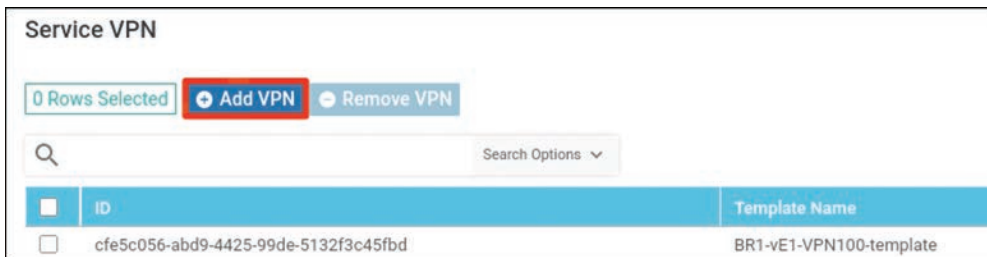 Service VPN
0 Rows Selected Add VPN Remove VPN
Search Options
ID Template Name
cfe5c056-abd9-4425-99de-5132f3c45fbd BR1-vE1-VPN100-template